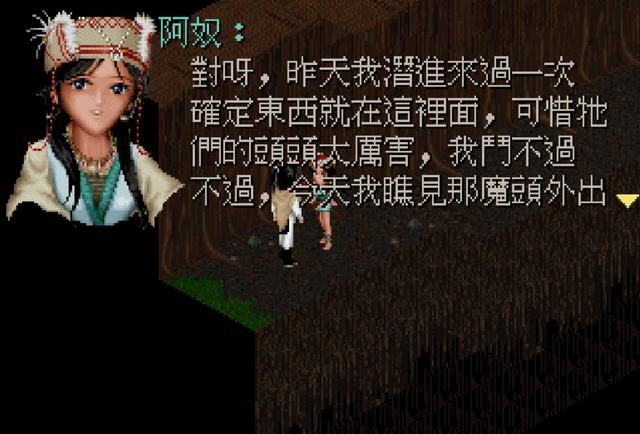 阿奴：
對呀，昨天我潛進來過一次
確定東西就在這裡面，可惜牠
們的頭頭太厲害，我鬥不過
不過，今天我瞧見那魔頭外出